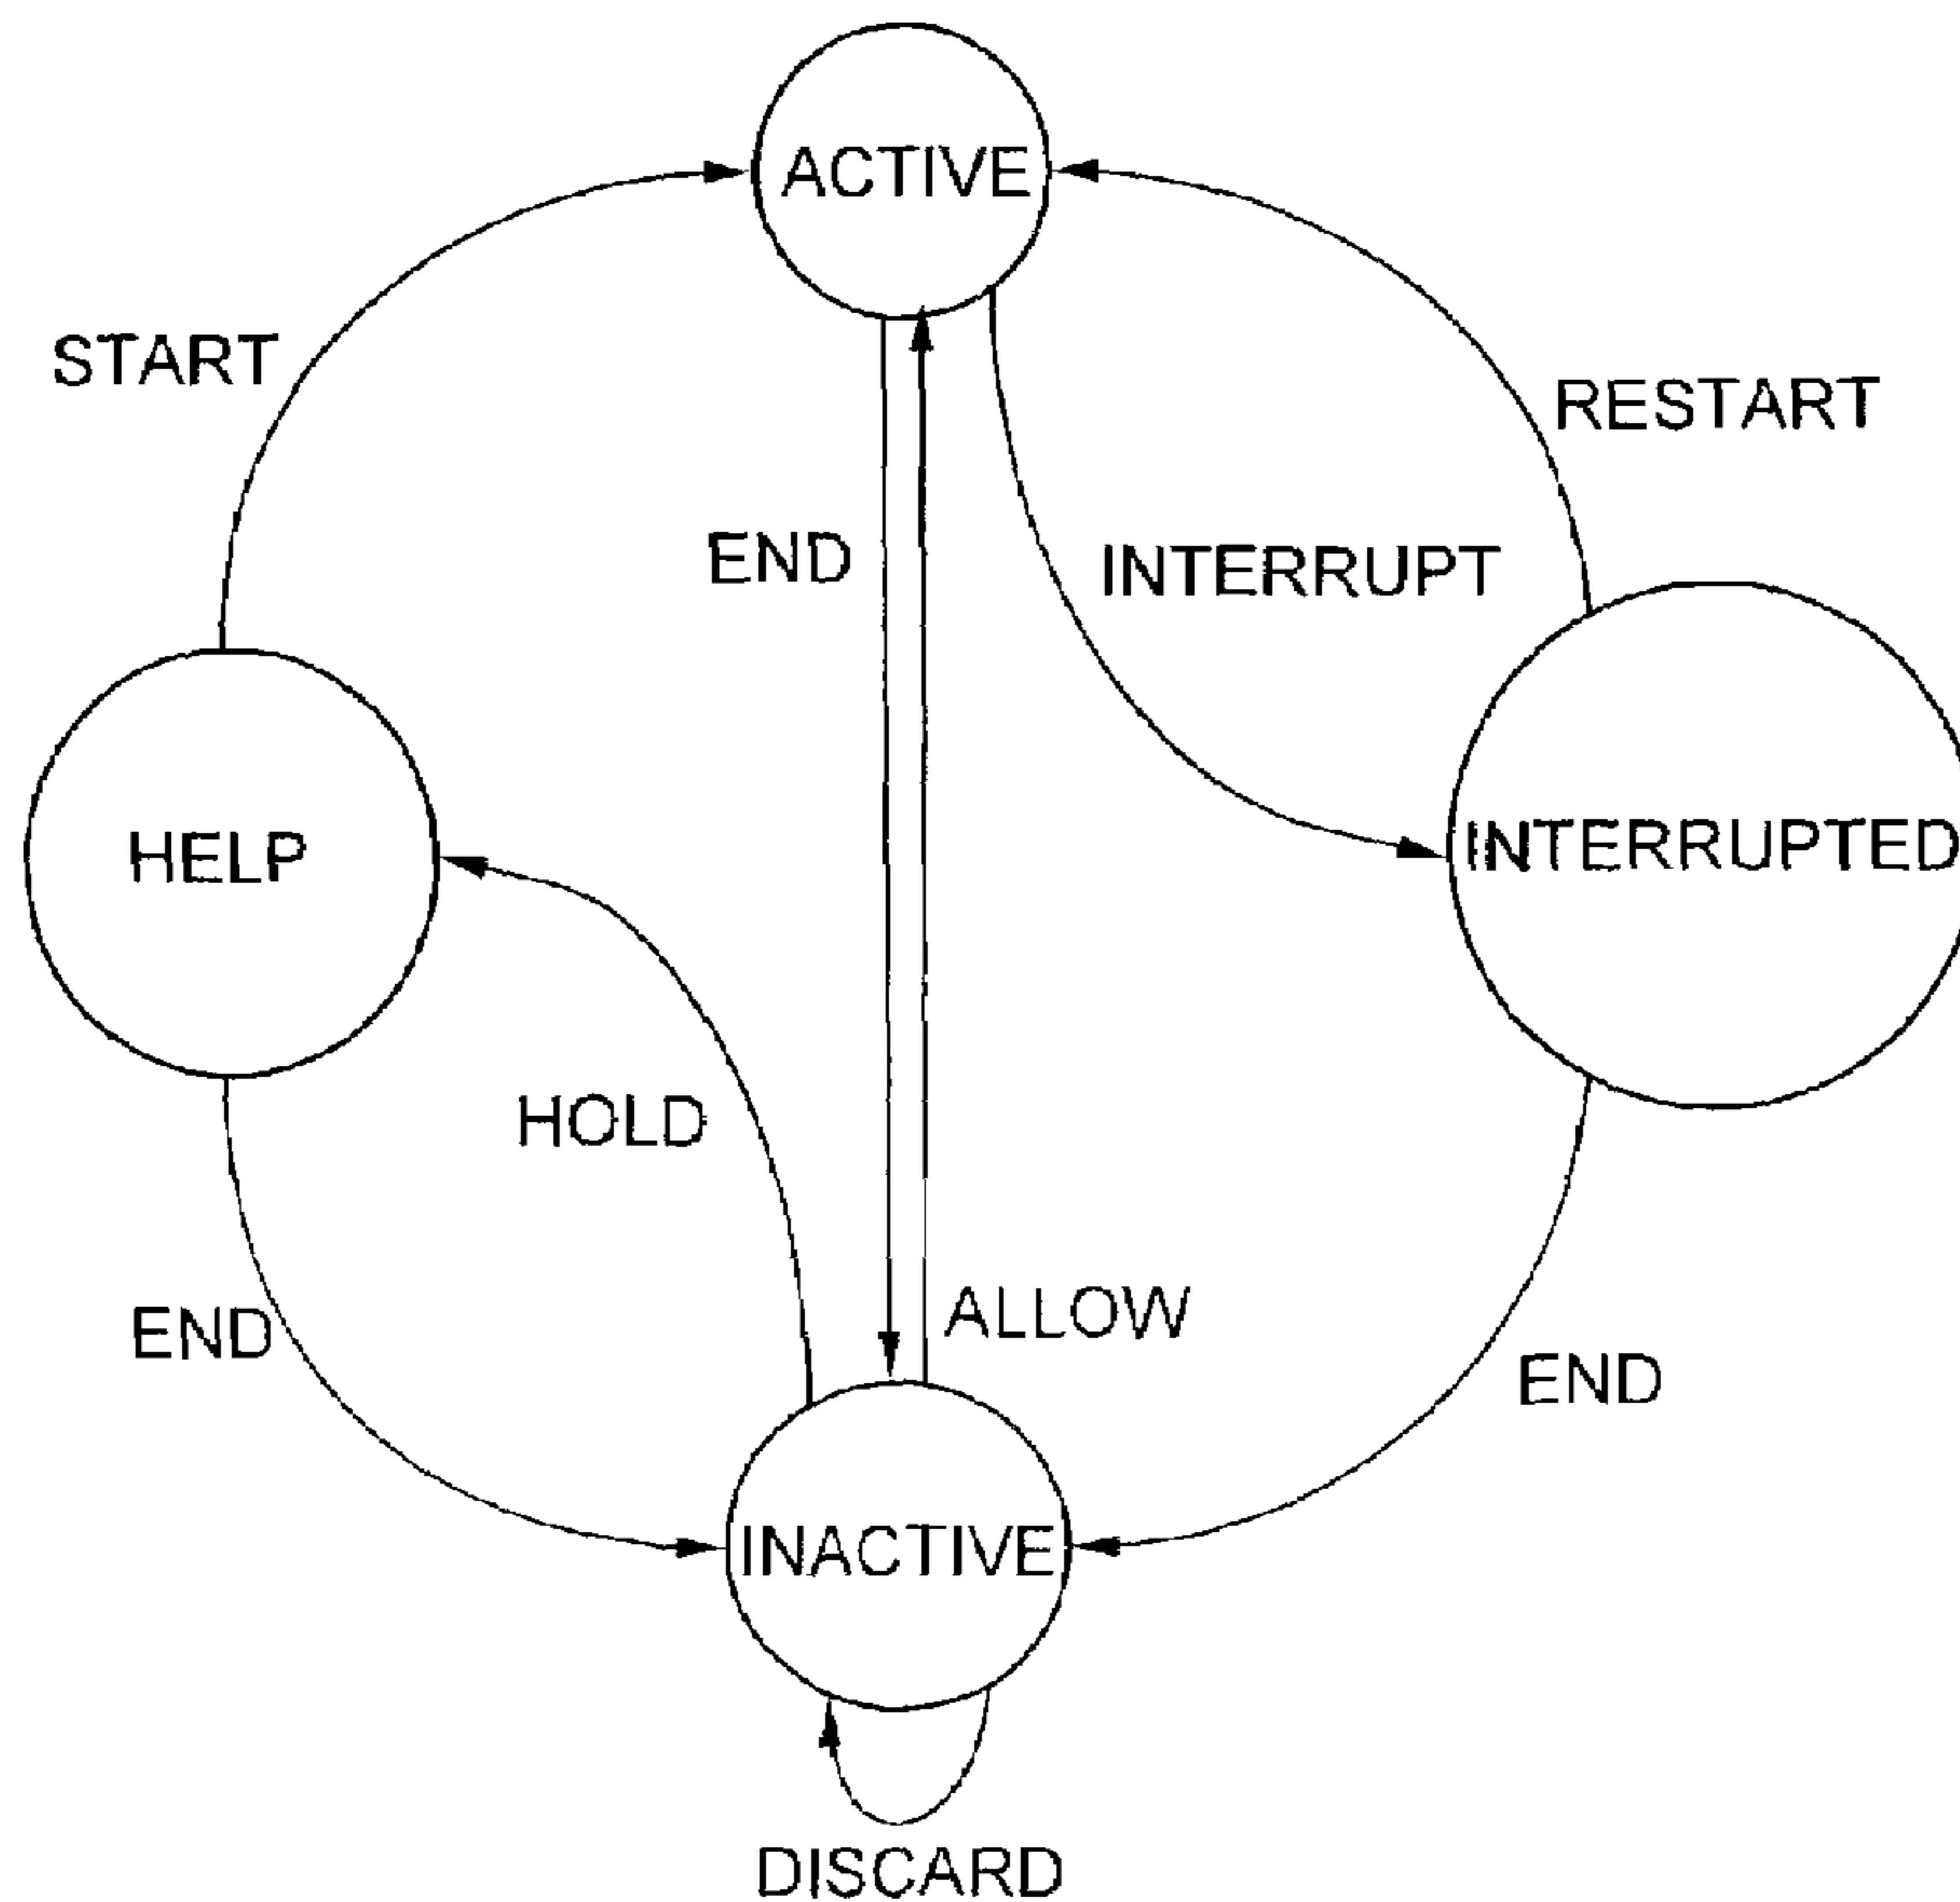 ACTIVE
START
RESTART
END
INTERRUPT
HELP
INTERRUPTED
HOLD
ALLOW
END
END
INACTIVE
DISCARD